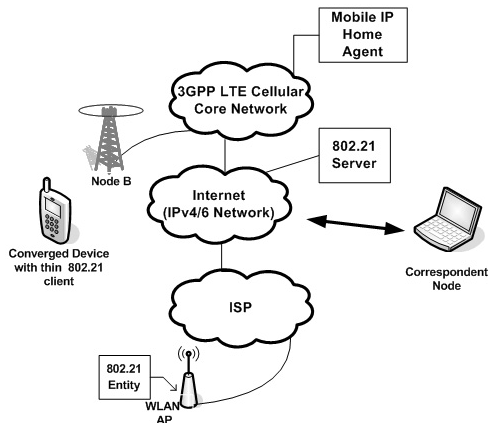 Mobile IP
Home
Agent
3GPP LTE Cellular
Core Network
802.21
Server
Node B
Internet
(IPv4/6 Network)
Converged Device
with thin 802.21
client
Correspondent
Node
ISP
802.21
Entity
WLAN
AP